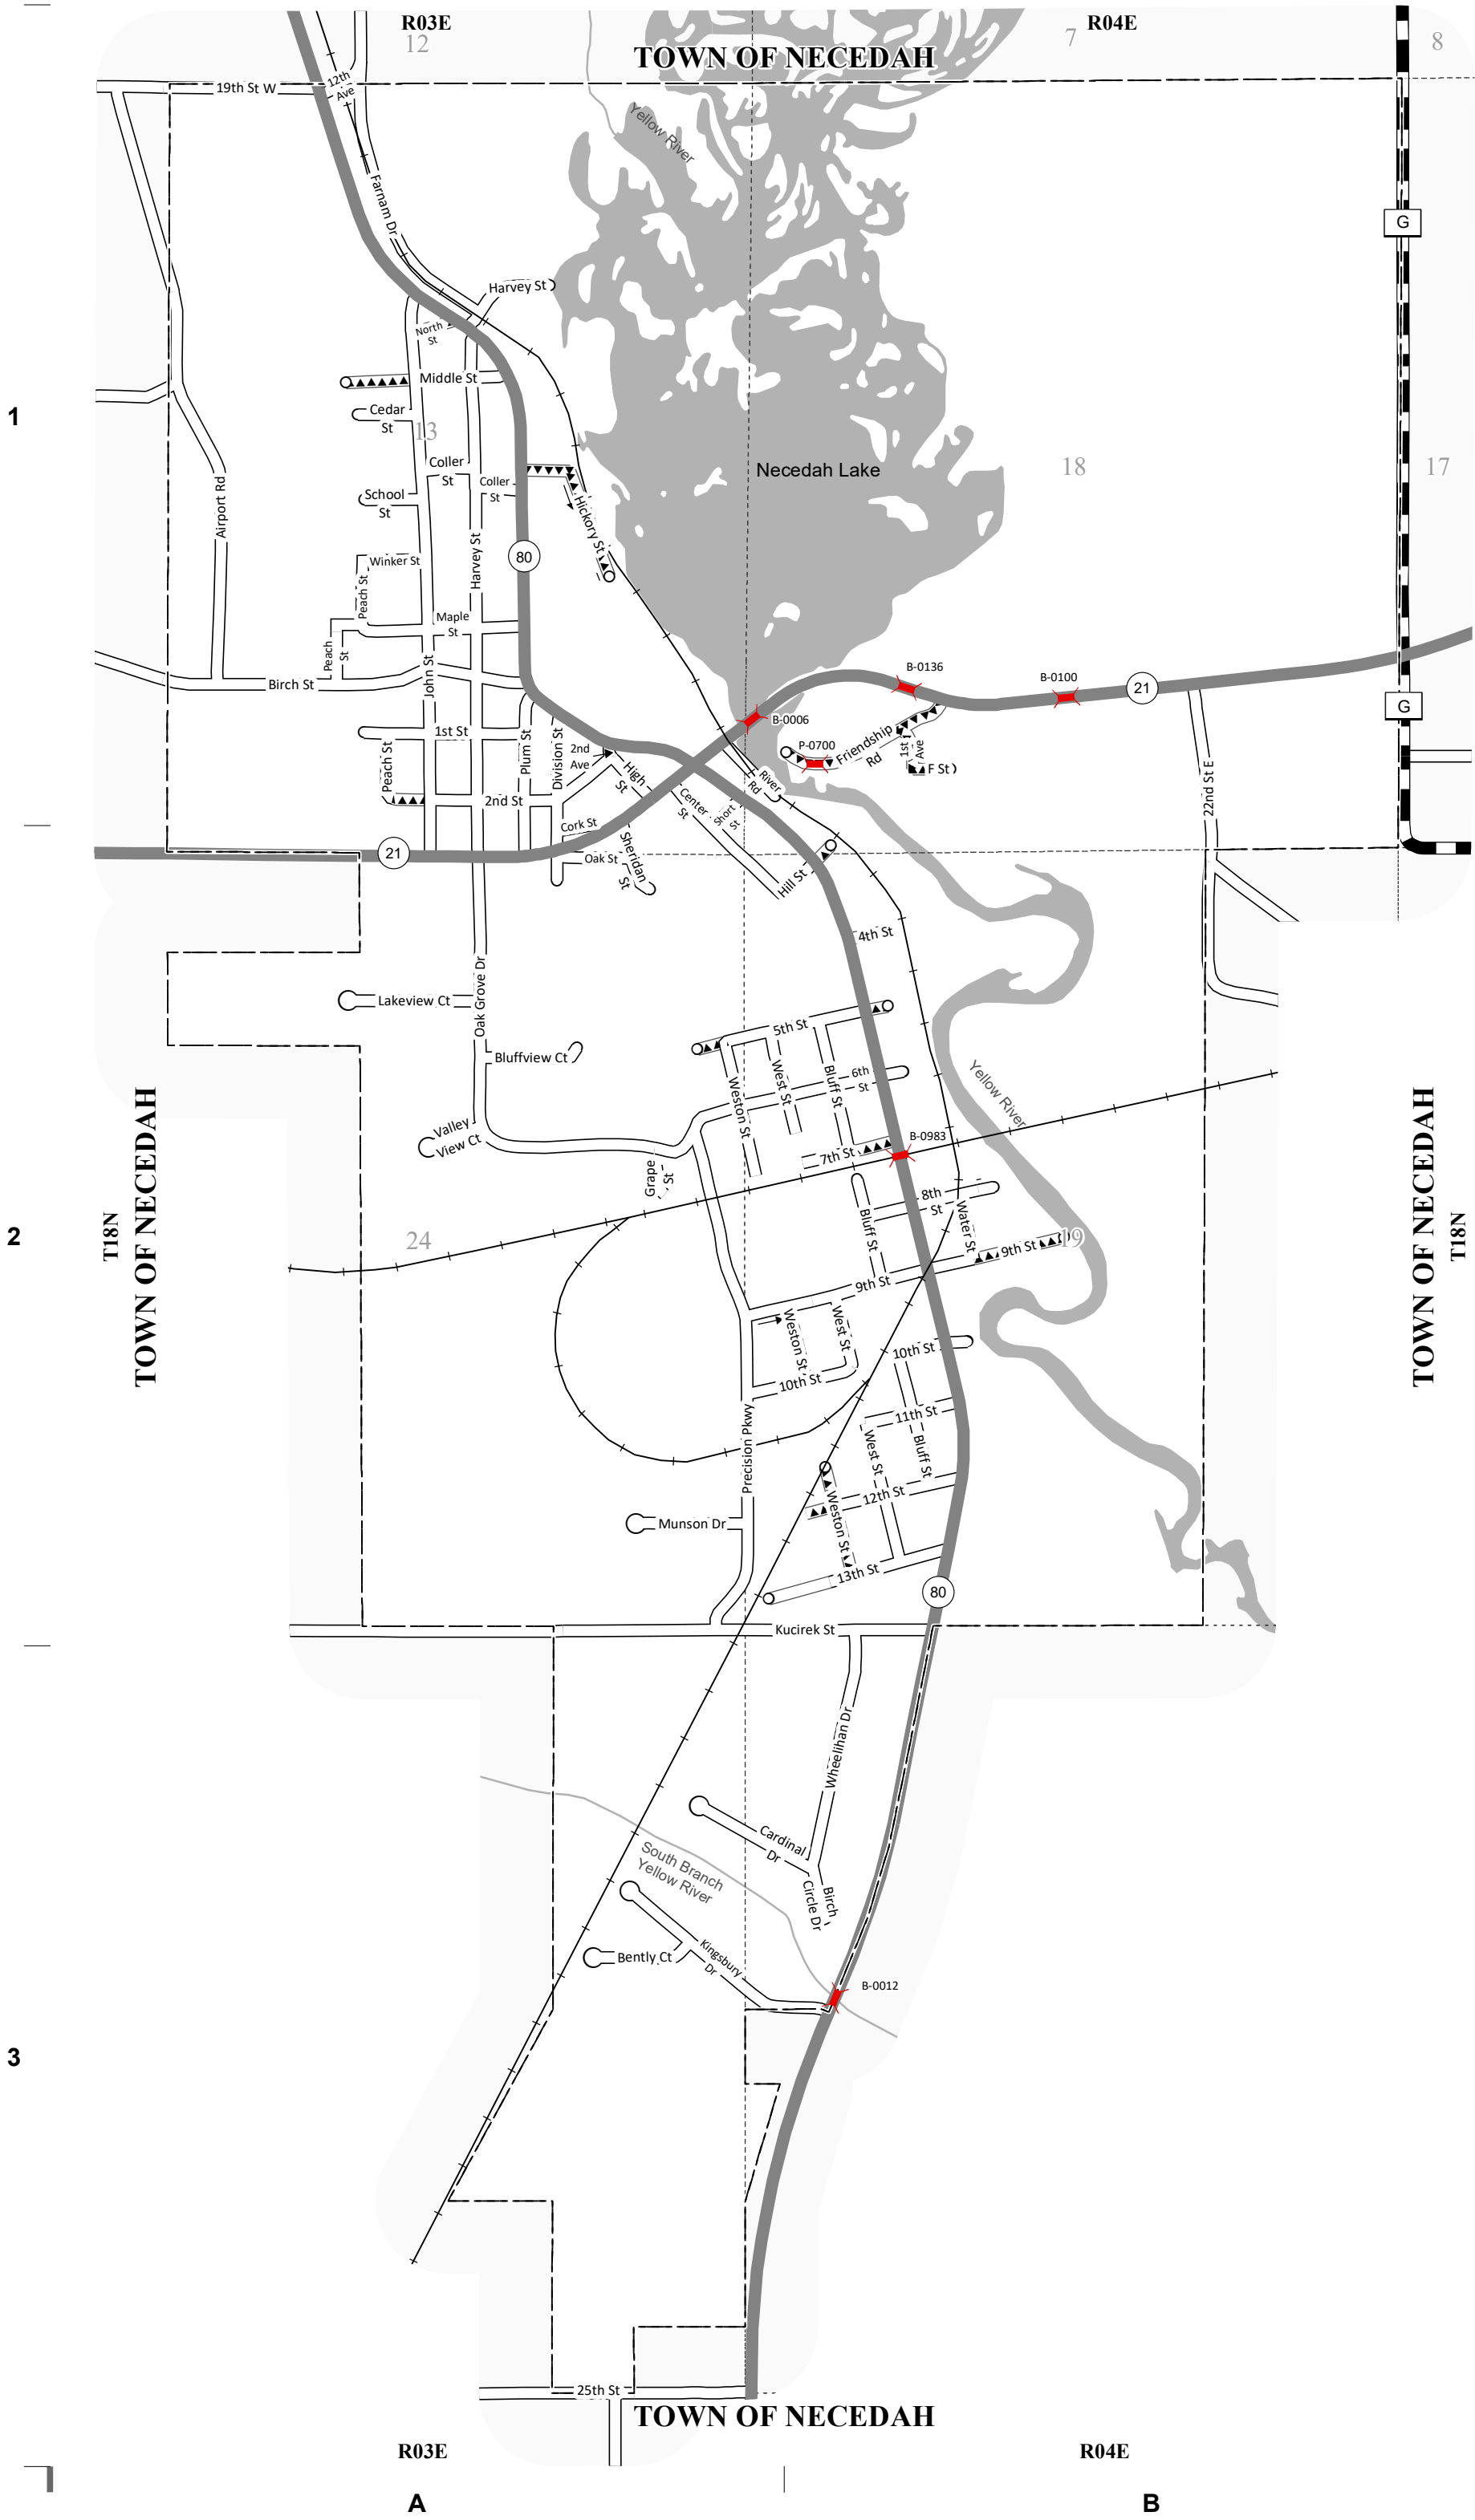 R03E
R04E
12
7
8
TOWN OF NECEDAH
12th
Ave
19th St W
Yellow River
Farnam Dr
G
Harvey St
North
St
Middle St
1
Cedar
St
13
Coller
St
Necedah Lake
18
17
Coller
St
School
St
Airport Rd
Hickory St
Harvey St
80
Winker St
Peach St
Maple
St
Peach
St
John St
B-0136
B-0100
Birch St
21
G
B-0006
1st St
Plum St
Division St
2nd
Ave
P-0700
Friendship
Rd
1st
Ave
F St
Peach St
High
St
River
Rd
22nd St E
2nd St
Center
St
Short
St
Cork St
21
Oak St
Sheridan
St
Hill St
4th St
Oak Grove Dr
Lakeview Ct
5th St
Bluffview Ct
West St
Weston St
Bluff St
6th
St
Yellow River
Valley
View Ct
B-0983
7th St
Grape
St
8th
St
Water St
Bluff St
TOWN OF NECEDAH
T18N
2
24
19
9th St
TOWN OF NECEDAH
T18N
9th St
Weston St
West St
10th St
10th St
11th St
Precision Pkwy
West St
Bluff St
12th St
Weston St
Munson Dr
13th St
80
Kucirek St
Wheelihan Dr
Cardinal
Dr
South Branch
Yellow River
Birch
Circle Dr
Kingsbury
Dr
Bently Ct
B-0012
3
25th St
TOWN OF NECEDAH
R03E
R04E
A
B